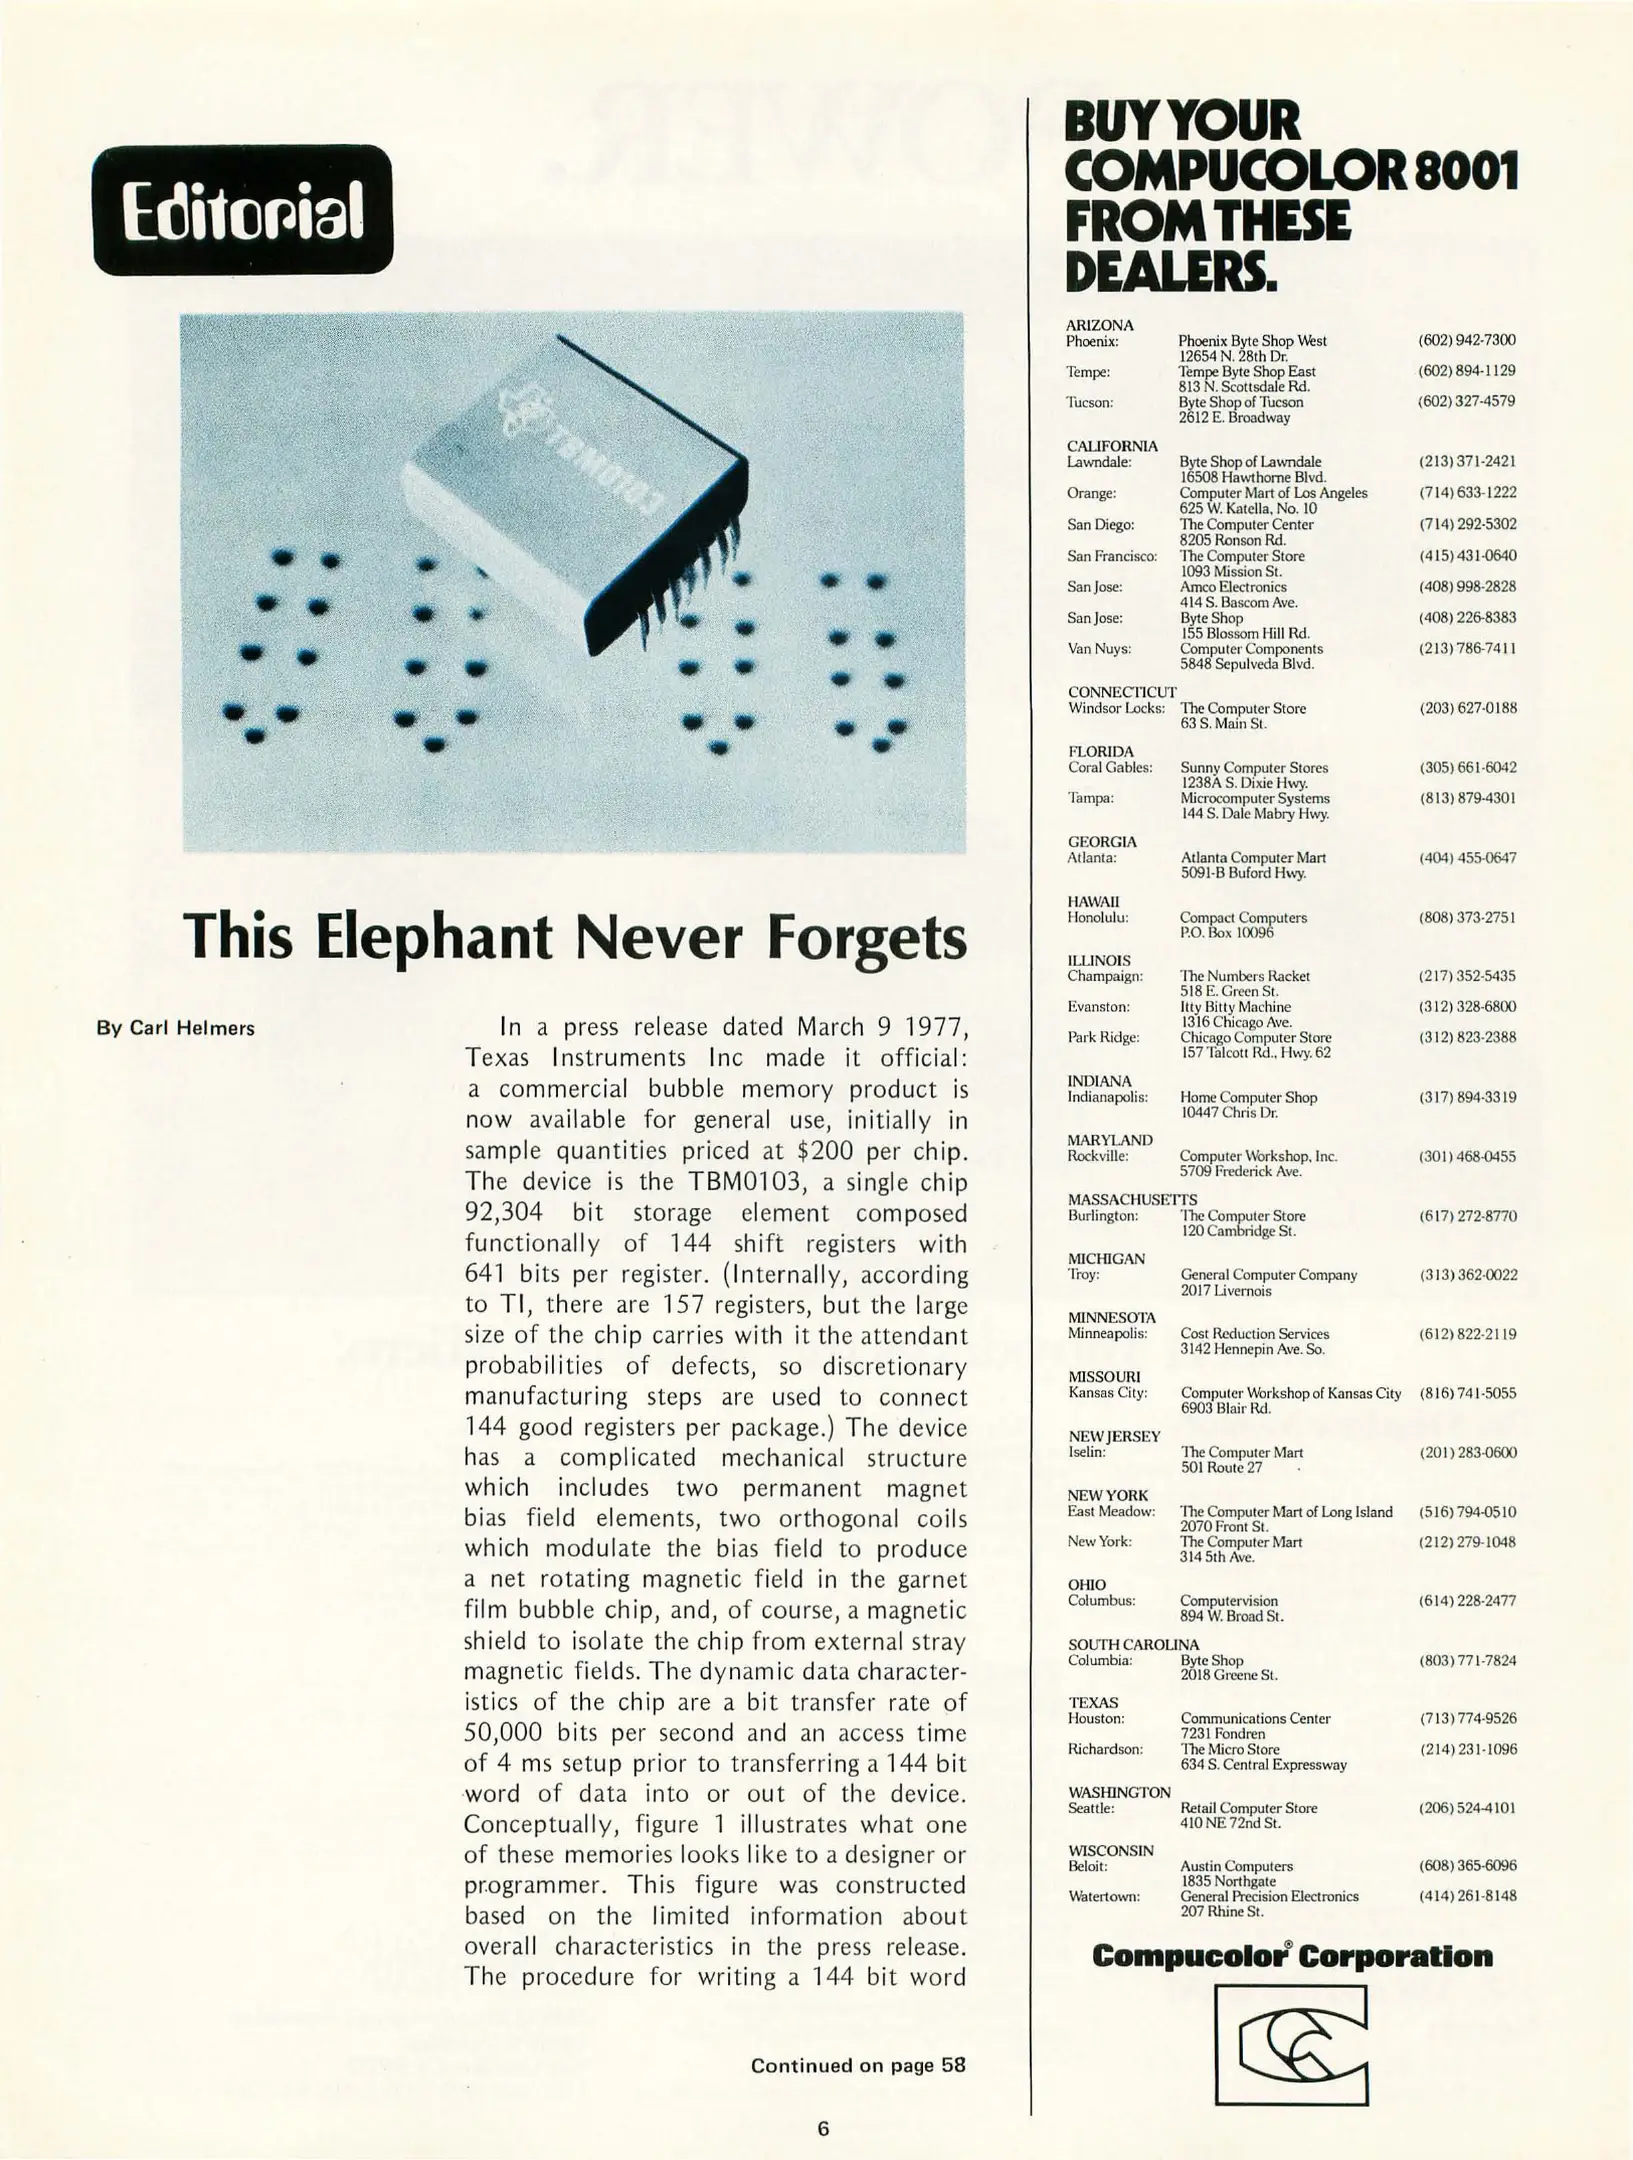 Editorial
TBM0103
This Elephant Never Forgets
By Carl Helmers
In a press release dated March 9 1977,
Texas Instruments Inc made it official:
a commercial bubble memory product is
now available for general use, initially in
sample quantities priced at $200 per chip.
The device is the TBM0103, a single chip
92,304 bit storage element composed
functionally of 144 shift registers with
641 bits per register. (Internally, according
to TI, there are 157 registers, but the large
size of the chip carries with it the attendant
probabilities of defects, so discretionary
manufacturing steps are used to connect
144 good registers per package.) The device
has a complicated mechanical structure
which includes two permanent magnet
bias field elements, two orthogonal coils
which modulate the bias field to produce
a net rotating magnetic field in the garnet
film bubble chip, and, of course, a magnetic
shield to isolate the chip from external stray
magnetic fields. The dynamic data character-
istics of the chip are a bit transfer rate of
50,000 bits per second and an access time
of 4 ms setup prior to transferring a 144 bit
word of data into or out of the device.
Conceptually, figure 1 illustrates what one
of these memories looks like to a designer or
programmer. This figure was constructed
based on the limited information about
overall characteristics in the press release.
The procedure for writing a 144 bit word
Continued on page 58
6
BUY YOUR
COMPUCOLOR 8001
FROM THESE
DEALERS.
ARIZONA
Phoenix: Phoenix Byte Shop West (602) 942-7300
12654 N. 28th Dr.
Tempe: Tempe Byte Shop East (602) 894-1129
813 N. Scottsdale Rd.
Tucson: Byte Shop of Tucson (602) 327-4579
2612 E. Broadway
CALIFORNIA
Lawndale: Byte Shop of Lawndale (213) 371-2421
16508 Hawthorne Blvd.
Orange: Computer Mart of Los Angeles (714) 633-1222
625 W. Katella, No. 10
San Diego: The Computer Center (714) 292-5302
8205 Ronson Rd.
San Francisco: The Computer Store (415) 431-0640
1093 Mission St.
San Jose: Amco Electronics (408) 998-2828
414 S. Bascom Ave.
San Jose: Byte Shop (408) 226-8383
155 Blossom Hill Rd.
Van Nuys: Computer Components (213) 786-7411
5848 Sepulveda Blvd.
CONNECTICUT
Windsor Locks: The Computer Store (203) 627-0188
63 S. Main St.
FLORIDA
Coral Gables: Sunny Computer Stores (305) 661-6042
1238A S. Dixie Hwy.
Tampa: Microcomputer Systems (813) 879-4301
144 S. Dale Mabry Hwy.
GEORGIA
Atlanta: Atlanta Computer Mart (404) 455-0647
5091-B Buford Hwy.
HAWAII
Honolulu: Compact Computers (808) 373-2751
P.O. Box 10096
ILLINOIS
Champaign: The Numbers Racket (217) 352-5435
518 E. Green St.
Evanston: Itty Bitty Machine (312) 328-6800
1316 Chicago Ave.
Park Ridge: Chicago Computer Store (312) 823-2388
157 Talcott Rd., Hwy. 62
INDIANA
Indianapolis: Home Computer Shop (317) 894-3319
10447 Chris Dr.
MARYLAND
Rockville: Computer Workshop, Inc. (301) 468-0455
5709 Frederick Ave.
MASSACHUSETTS
Burlington: The Computer Store (617) 272-8770
120 Cambridge St.
MICHIGAN
Troy: General Computer Company (313) 362-0022
2017 Livernois
MINNESOTA
Minneapolis: Cost Reduction Services (612) 822-2119
3142 Hennepin Ave. So.
MISSOURI
Kansas City: Computer Workshop of Kansas City (816) 741-5055
6903 Blair Rd.
NEW JERSEY
Iselin: The Computer Mart (201) 283-0600
501 Route 27
NEW YORK
East Meadow: The Computer Mart of Long Island (516) 794-0510
2070 Front St.
New York: The Computer Mart (212) 279-1048
314 5th Ave.
OHIO
Columbus: Computervision (614) 228-2477
894 W. Broad St.
SOUTH CAROLINA
Columbia: Byte Shop (803) 771-7824
2018 Greene St.
TEXAS
Houston: Communications Center (713) 774-9526
7231 Fondren
Richardson: The Micro Store (214) 231-1096
634 S. Central Expressway
WASHINGTON
Seattle: Retail Computer Store (206) 524-4101
410 NE 72nd St.
WISCONSIN
Beloit: Austin Computers (608) 365-6096
1835 Northgate
Watertown: General Precision Electronics (414) 261-8148
207 Rhine St.
Compucolor® Corporation